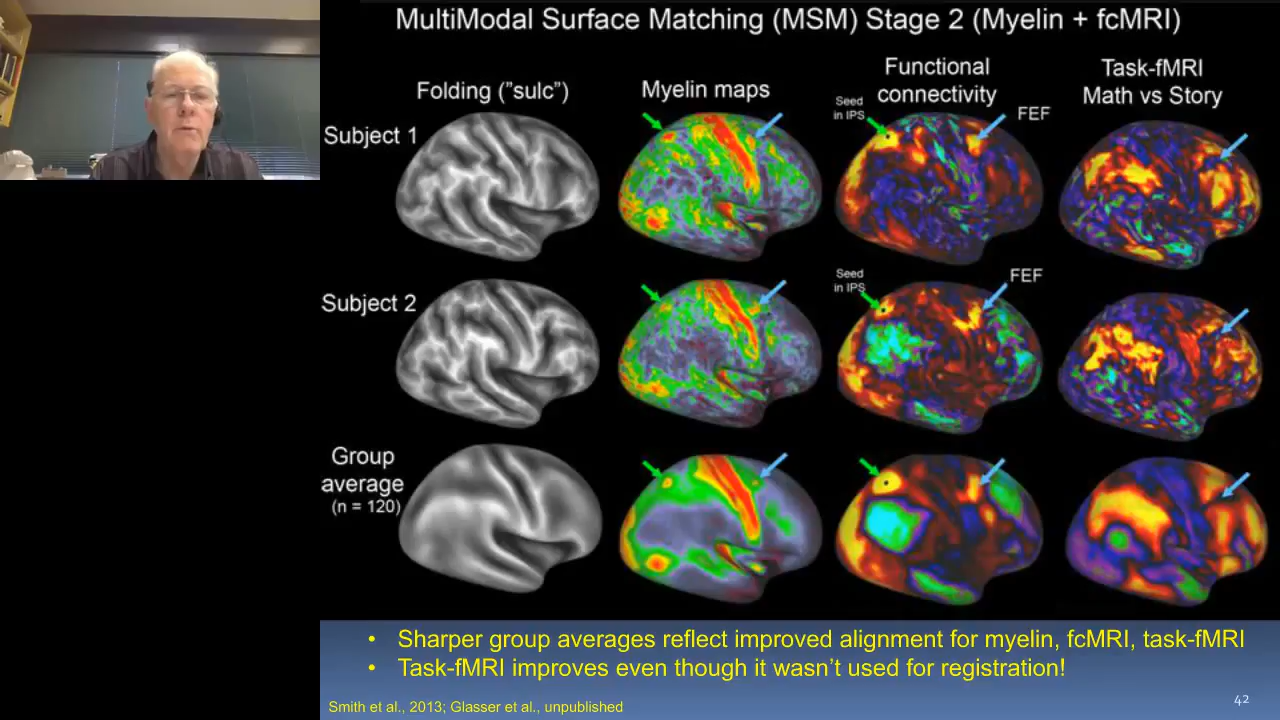 MultiModal Surface Matching (MSM) Stage 2 (Myelin + fcMRI)
Folding ("sulc")
Myelin maps
Functional
connectivity
Task-fMRI
Math vs Story
Subject 1
Seed
in IPS
FEF
Subject 2
Seed
in IPS
FEF
Group
average
(n = 120)
• Sharper group averages reflect improved alignment for myelin, fcMRI, task-fMRI
• Task-fMRI improves even though it wasn't used for registration!
Smith et al., 2013; Glasser et al., unpublished
42